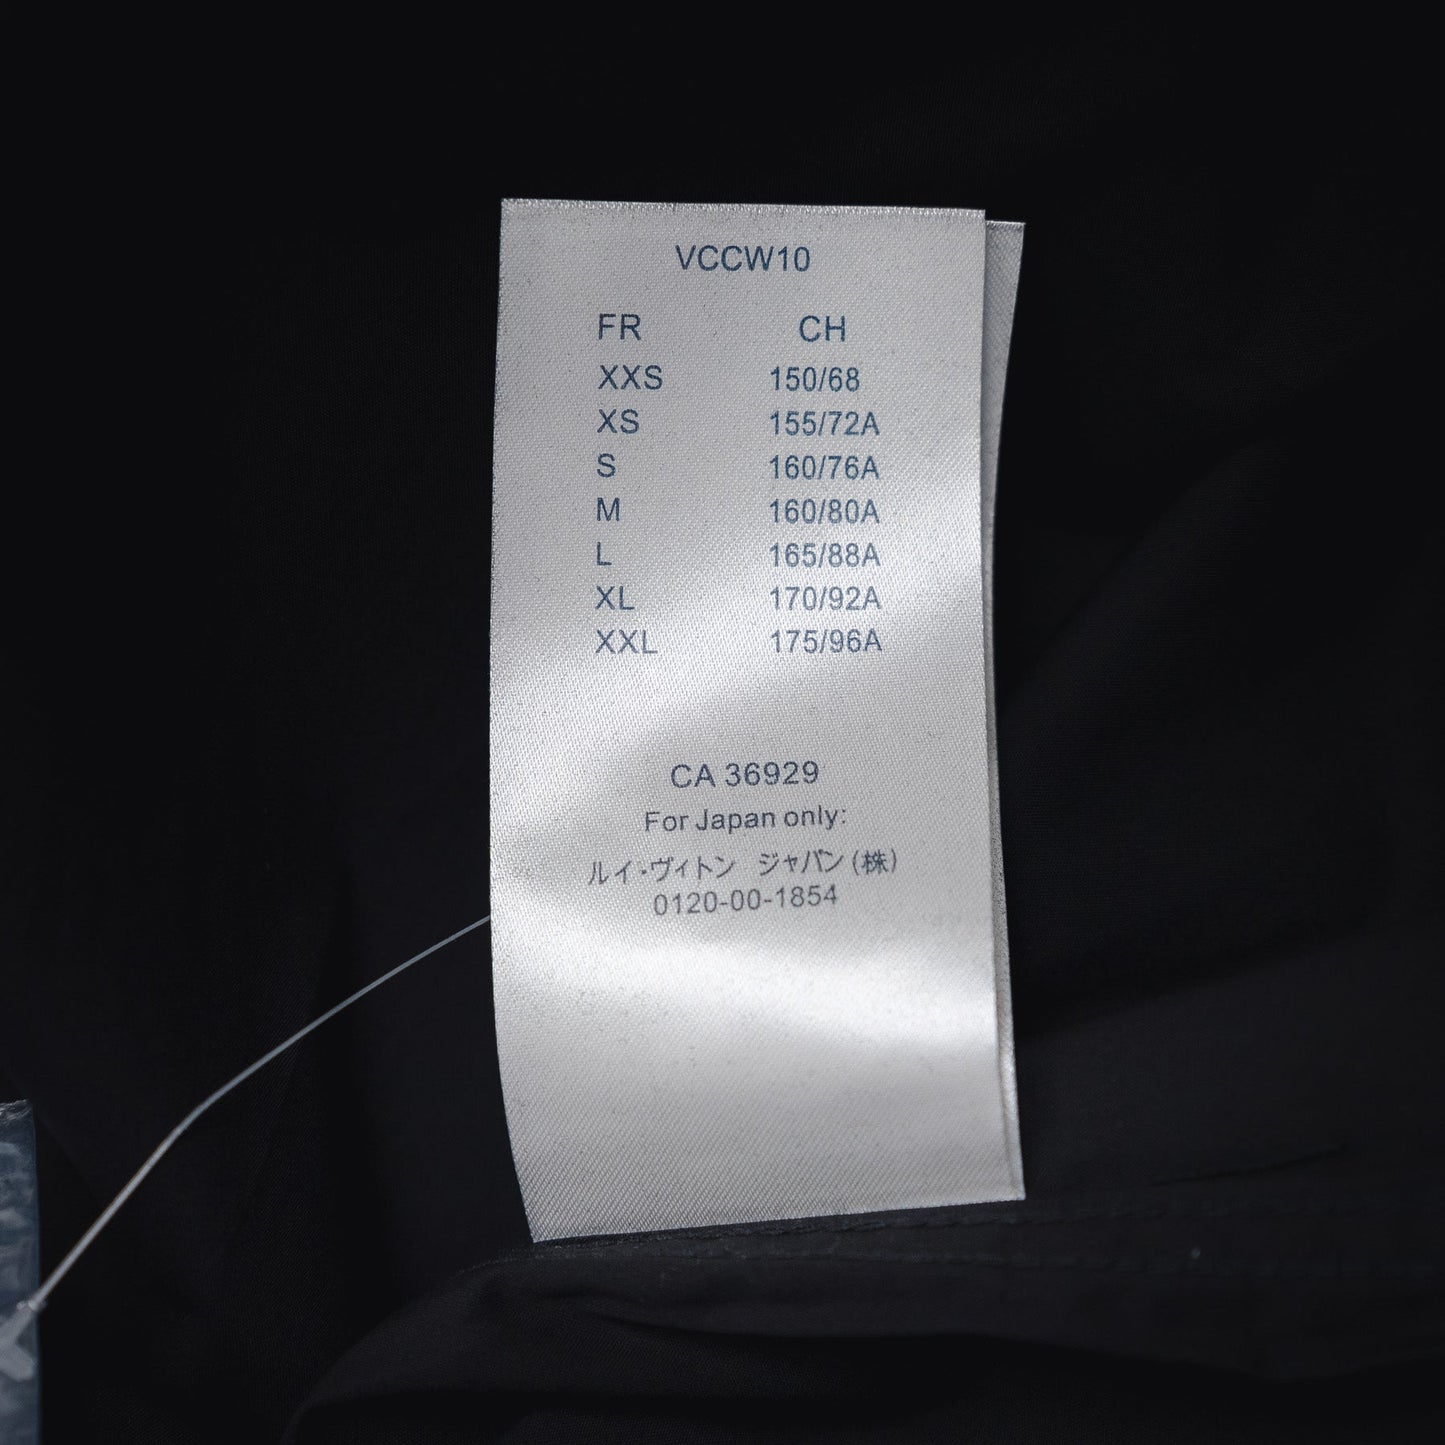 VCCW10
FR CH
XXS 150/68
XS 155/72A
S 160/76A
M 160/80A
L 165/88A
XL 170/92A
XXL 175/96A
CA 36929
For Japan only:
ルイ・ヴィトン ジャパン(株)
0120-00-1854